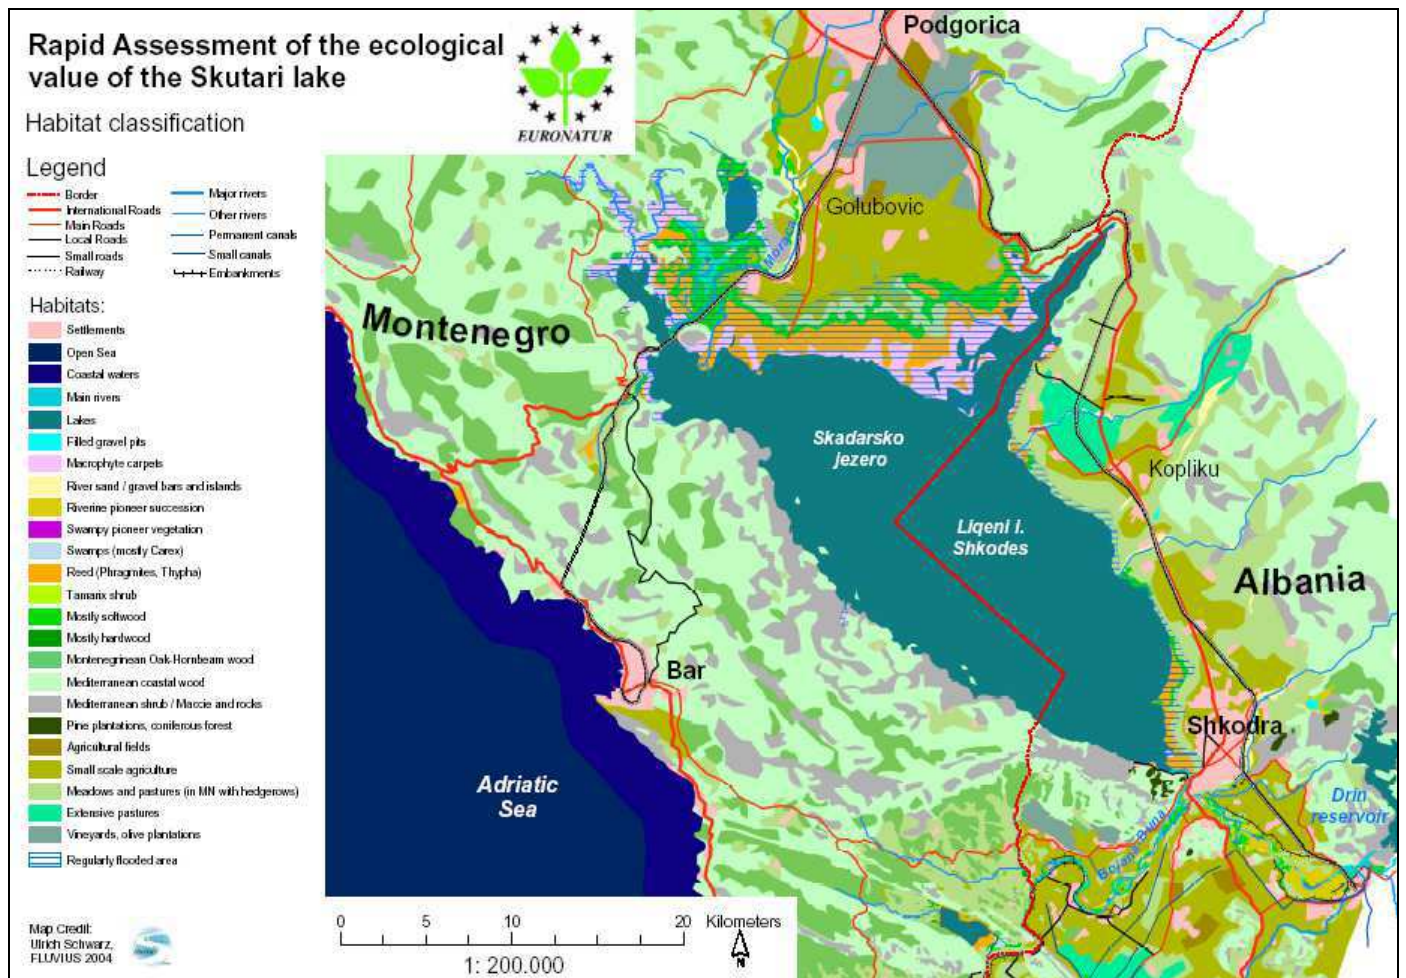 Rapid Assessment of the ecological
value of the Skutari lake
EURONATUR
Habitat classification
Legend
Border
International Roads
Main Roads
Local Roads
Small roads
Railway
Major rivers
Other rivers
Permanent canals
Small canals
Embankments
Habitats:
Settlements
Open Sea
Coastal waters
Main rivers
Lakes
Filled gravel pits
Macrophyte carpets
River sand / gravel bars and islands
Riverine pioneer succession
Swampy pioneer vegetation
Swamps (mostly Carex)
Reed (Phragmites, Thypha)
Tamarix shrub
Mostly softwood
Mostly hardwood
Montenegrinean Oak-Hornbeam wood
Mediterranean coastal wood
Mediterranean shrub / Maccie and rocks
Pine plantations, coniferous forest
Agricultural fields
Small scale agriculture
Meadows and pastures (in MN with hedgerows)
Extensive pastures
Vineyards, olive plantations
Regularly flooded area
Map Credit:
Ulrich Schwarz,
FLUVIUS 2004
Podgorica
Golubovic
Moraca
Montenegro
Skadarsko
jezero
Kopliku
Liqeni i.
Shkodes
Albania
Bar
Shkodra
Adriatic
Sea
Drin
reservoir
Bojana-Buna
0 5 10 20 Kilometers
1: 200.000
N